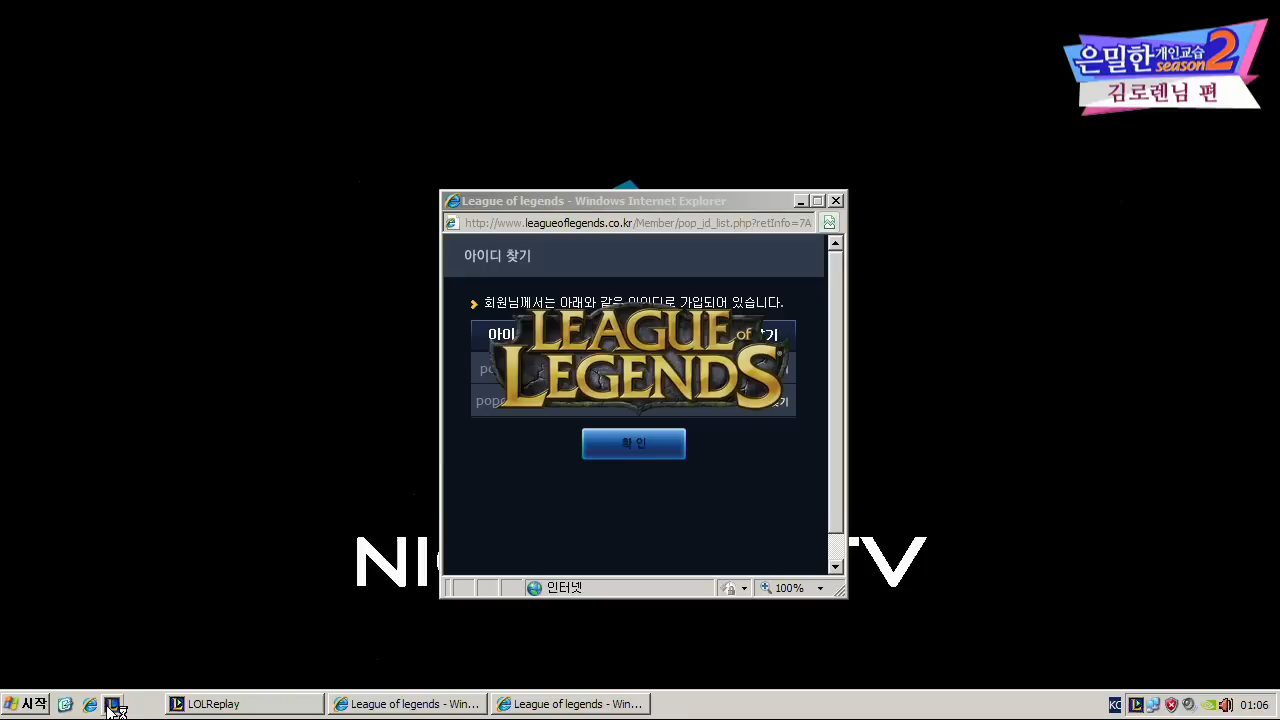 은밀한 개인교습 season 2
김로렌님 편
League of legends - Windows Internet Explorer
http://www.leagueoflegends.co.kr/Member/pop_id_list.php?retInfo=7A
아이디 찾기
회원님께서는 아래와 같은 아이디로 가입되어 있습니다.
LEAGUE of
LEGENDS
확 인
TV
인터넷
100%
시작
LOLReplay
League of legends - Win...
League of legends - Win...
KC
01:06